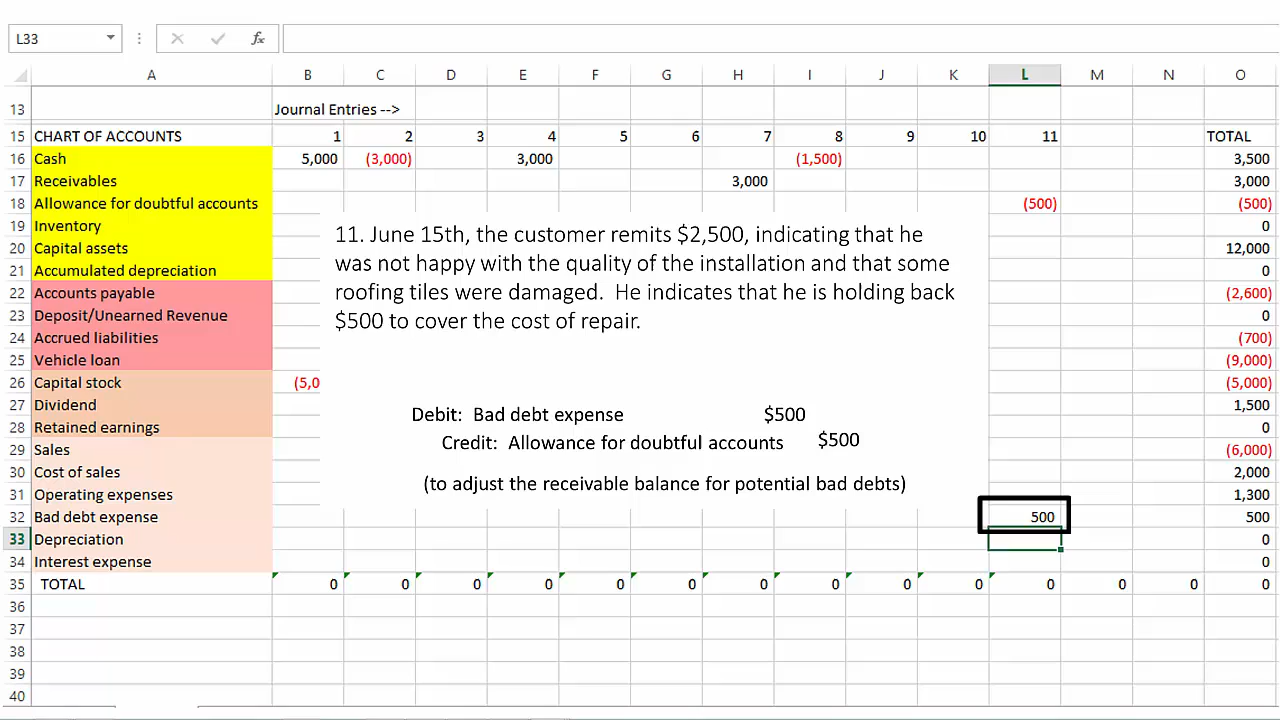 L33
fx
A B C D E F G H I J K L M N O
13 Journal Entries -->
15 CHART OF ACCOUNTS 1 2 3 4 5 6 7 8 9 10 11 TOTAL
16 Cash 5,000 (3,000) 3,000 (1,500) 3,500
17 Receivables 3,000 3,000
18 Allowance for doubtful accounts (500) (500)
19 Inventory 0
20 Capital assets 12,000
21 Accumulated depreciation 0
22 Accounts payable (2,600)
23 Deposit/Unearned Revenue 0
24 Accrued liabilities (700)
25 Vehicle loan (9,000)
26 Capital stock (5,0 (5,000)
27 Dividend 1,500
28 Retained earnings 0
29 Sales (6,000)
30 Cost of sales 2,000
31 Operating expenses 1,300
32 Bad debt expense 500 500
33 Depreciation 0
34 Interest expense 0
35 TOTAL 0 0 0 0 0 0 0 0 0 0 0 0 0 0
36
37
38
39
40
11. June 15th, the customer remits $2,500, indicating that he
was not happy with the quality of the installation and that some
roofing tiles were damaged. He indicates that he is holding back
$500 to cover the cost of repair.
Debit: Bad debt expense $500
Credit: Allowance for doubtful accounts $500
(to adjust the receivable balance for potential bad debts)